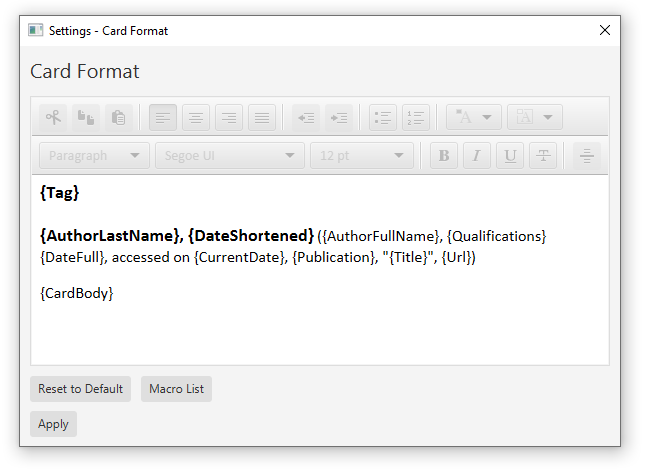 Settings - Card Format
Card Format
A A
Paragraph Segoe UI 12 pt B I U T
{Tag}
{AuthorLastName}, {DateShortened} ({AuthorFullName}, {Qualifications}
{DateFull}, accessed on {CurrentDate}, {Publication}, "{Title}", {Url})
{CardBody}
Reset to Default Macro List
Apply